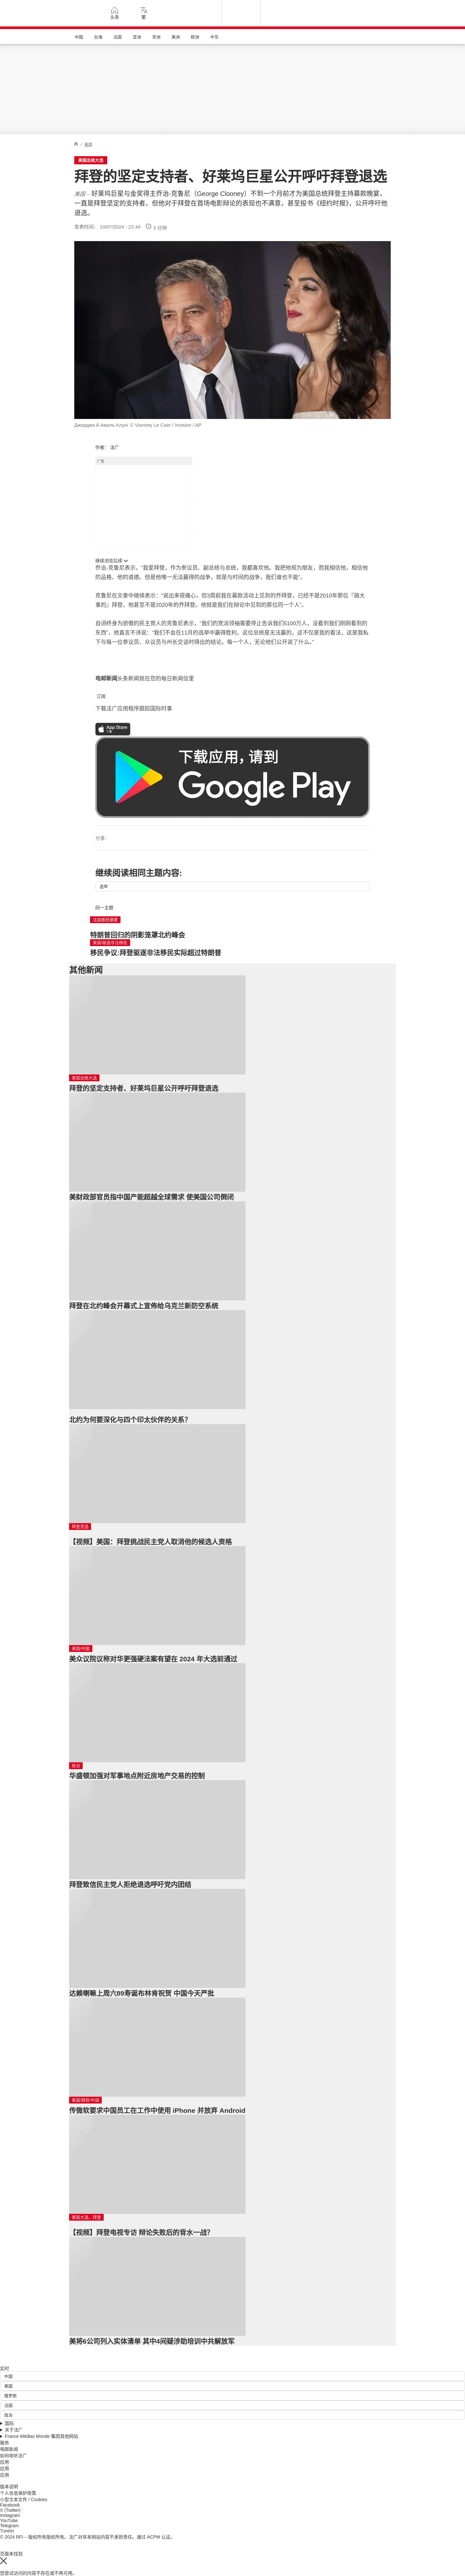 头条
繁
中国
台海
法国
亚洲
非洲
美洲
欧洲
中东
/ 美国
美国总统大选
拜登的坚定支持者、好莱坞巨星公开呼吁拜登退选
美国 – 好莱坞巨星与金奖得主乔治-克鲁尼（George Clooney）不到一个月前才为美国总统拜登主持募款晚宴，
一直是拜登坚定的支持者，但他对于拜登在首场电影辩论的表现也不满意，甚至投书《纽约时报》，公开呼吁他
退选。
发表时间： 10/07/2024 - 22:44
3 分钟
Джорджа й Амаль Клуні © Vianney Le Caer / Invision / AP
作者： 法广
广告
继续浏览后续
乔治-克鲁尼表示，“我爱拜登，作为参议员、副总统与总统，我都喜欢他。我把他视为朋友，而我相信他，相信他
的品格、他的道德。但是他唯一无法赢得的战争，就是与时间的战争，我们谁也不能”。
克鲁尼在文章中继续表示：“说出来很痛心，但3周前我在募款活动上见到的乔拜登，已经不是2010年那位『搞大
事的』拜登，他甚至不是2020年的乔拜登。他就是我们在辩论中见到的那位同一个人”。
自诩终身为骄傲的民主党人的克鲁尼表示，“我们的党派领袖需要停止告诉我们5100万人，没看到我们刚刚看到的
东西”，他直言不讳说：“我们不会在11月的选举中赢得胜利，这位总统是无法赢的，这不仅是我的看法，这是我私
下与每一位参议员、众议员与州长交谈时得出的结论。每一个人，无论他们公开说了什么。”
电邮新闻头条新闻就在您的每日新闻信里
订阅
下载法广应用程序跟踪国际时事
App Store
下载应用，请到
Google Play
分享 :
继续阅读相同主题内容:
选举
同一主题
特朗普回归的阴影笼罩北约峰会
移民争议:拜登驱逐非法移民实际超过特朗普
其他新闻
美国总统大选
拜登的坚定支持者、好莱坞巨星公开呼吁拜登退选
美财政部官员指中国产能超越全球需求 使美国公司倒闭
拜登在北约峰会开幕式上宣佈给乌克兰新防空系统
北约为何要深化与四个印太伙伴的关系？
拜登竞选
【视频】美国：拜登挑战民主党人取消他的候选人资格
美国/中国
美众议院议称对华更强硬法案有望在 2024 年大选前通过
美洲
华盛顿加强对军事地点附近房地产交易的控制
拜登致信民主党人拒绝退选呼吁党内团结
达赖喇嘛上周六89寿诞布林肯祝贺 中国今天严批
美国/微软/中国
传微软要求中国员工在工作中使用 iPhone 并放弃 Android
美国大选、拜登
【视频】拜登电视专访 辩论失败后的背水一战？
美将6公司列入实体清单 其中4间疑涉助培训中共解放军
实时
中国
美国
俄罗斯
法国
政治
国际
关于法广
France Médias Monde 集团其他网站
服务
电邮新闻
如何收听法广
应用
应用
应用
版本说明
个人信息保护政策
小型文本文件 / Cookies
Facebook
X (Twitter)
Instagram
YouTube
Telegram
TuneIn
© 2024 RFI – 版权所有版权所有。法广对非本网站内容不承担责任。通过 ACPM 认证。
页面未找到
您尝试访问的内容不存在或不再可用。